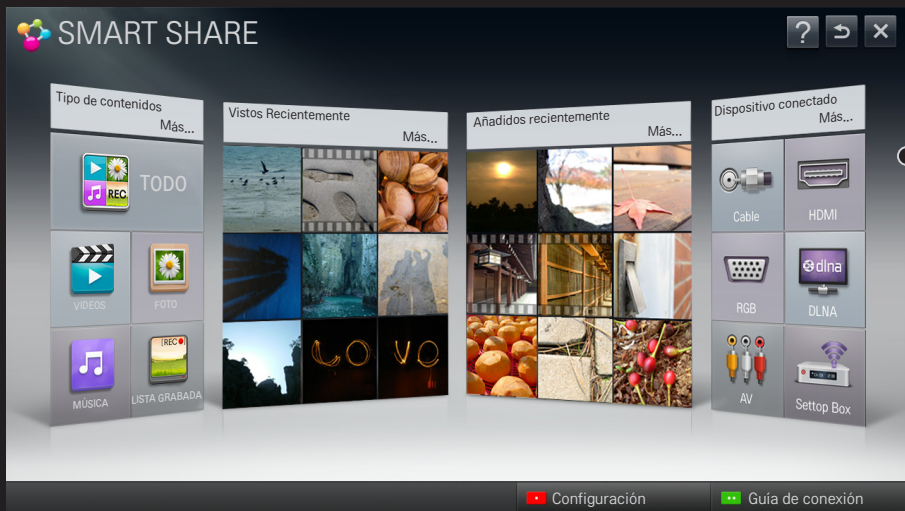 SMART SHARE
?
Tipo de contenidos
Más...
TODO
REC
VIDEOS
FOTO
MÚSICA
[REC]
LISTA GRABADA
Vistos Recientemente
Más...
Añadidos recientemente
Más...
Dispositivo conectado
Más...
Cable
HDMI
RGB
dlna
DLNA
AV
Settop Box
Configuración
Guía de conexión